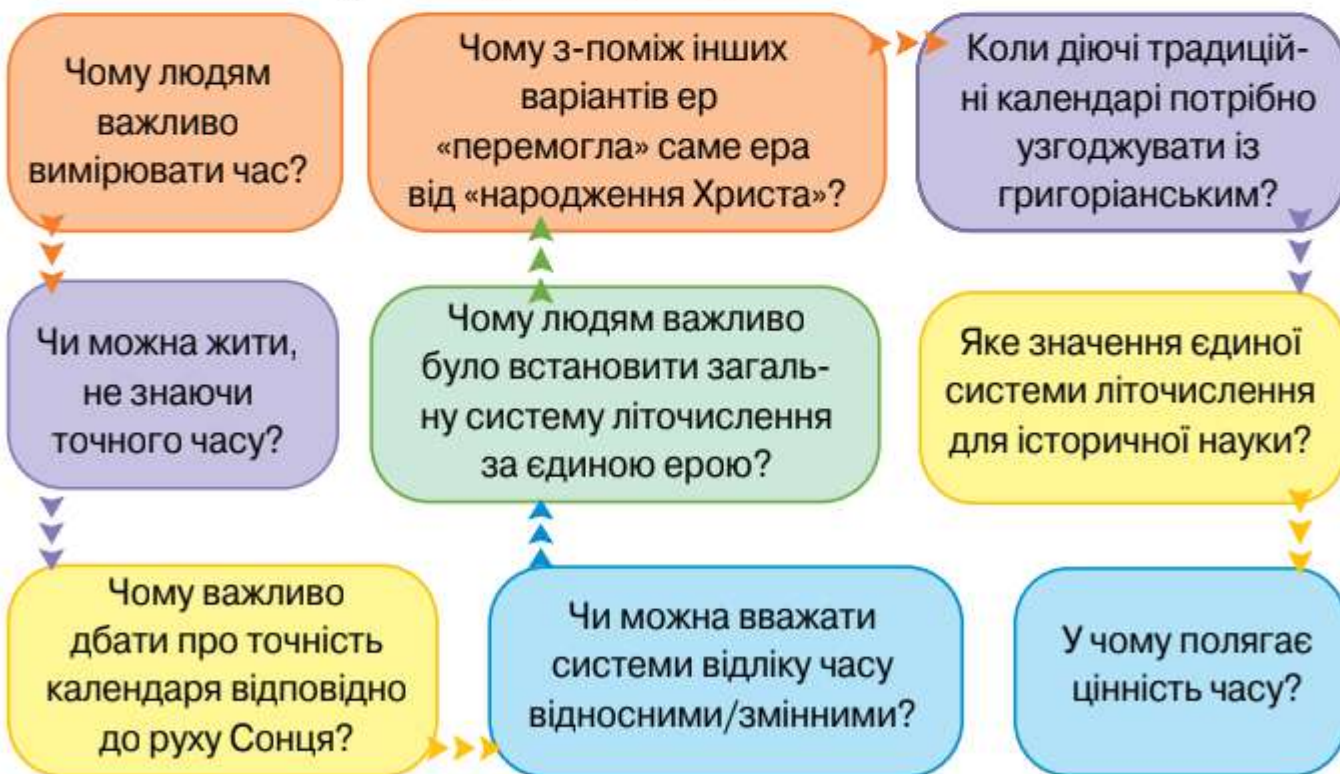 Чому людям
важливо
вимірювати час?
Чи можна жити,
не знаючи
точного часу?
Чому важливо
дбати про точність
календаря відповідно
до руху Сонця?
Чи можна вважати
системи відліку часу
відносними/змінними?
Чому людям важливо
було встановити загаль-
ну систему літочислення
за єдиною ерою?
Чому з-поміж інших
варіантів ер
«перемогла» саме ера
від «народження Христа»?
Коли діючі традицій-
ні календарі потрібно
узгоджувати із
григоріанським?
Яке значення єдиної
системи літочислення
для історичної науки?
У чому полягає
цінність часу?